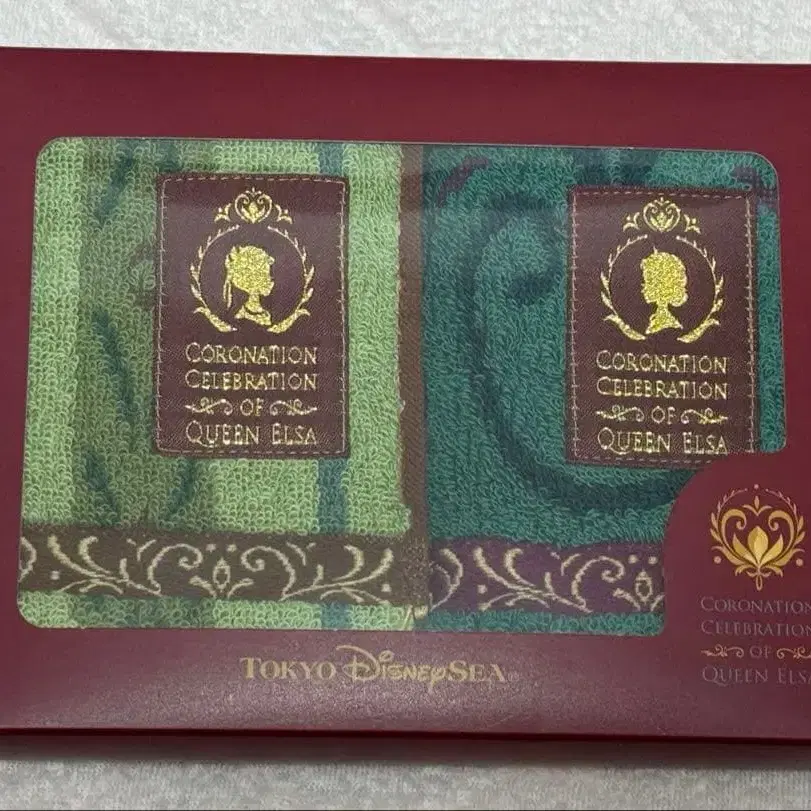 CORONATION
CELEBRATION
OF
QUEEN ELSA
CORONATION
CELEBRATION
OF
QUEEN ELSA
CORONATION
CELEBRATION
OF
QUEEN ELSA
TOKYO DISNEYSEA®